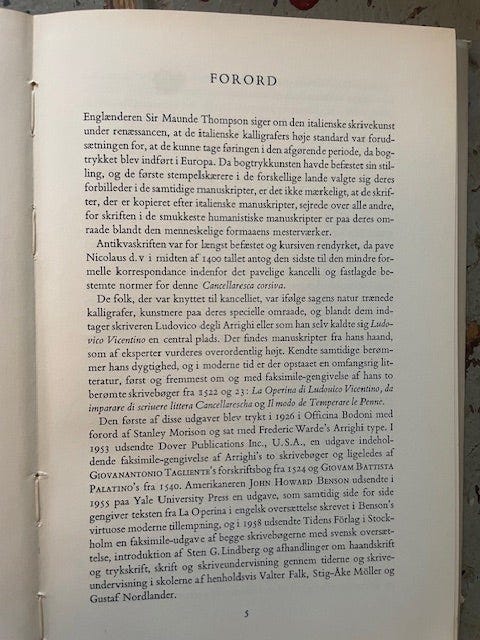 FORORD
Englænderen Sir Maunde Thompson siger om den italienske skrivekunst
under renæssancen, at de italienske kalligrafers høje standard var forud-
sætningen for, at de kunne tage føringen i den afgørende periode, da bog-
trykket blev indført i Europa. Da bogtrykkunsten havde befæstet sin stil-
ling, og de første stempelskærere i de forskellige lande valgte sig deres
forbilleder i de samtidige manuskripter, er det ikke mærkeligt, at de skrif-
ter, der er kopieret efter italienske manuskripter, sejrede over alle andre,
for skriften i de smukkeste humanistiske manuskripter er paa deres om-
raade blandt den menneskelige formaaens mesterværker.
Antikvaskriften var for længst befæstet og kursiven rendyrket, da pave
Nicolaus d. v i midten af 1400 tallet antog den sidste til den mindre for-
melle korrespondance indenfor det pavelige kancelli og fastlagde be-
stemte normer for denne Cancellaresca corsiva.
De folk, der var knyttet til kancelliet, var ifølge sagens natur trænede
kalligrafer, kunstnere paa deres specielle omraade, og blandt dem ind-
tager skriveren Ludovico degli Arrighi eller som han selv kaldte sig Ludo-
vico Vicentino en central plads. Der findes manuskripter fra hans haand,
som af eksperter vurderes overordentlig højt. Kendte samtidige berøm-
mer hans dygtighed, og i moderne tid er der opstaaet en omfangsrig lit-
teratur, først og fremmest om og med faksimile-gengivelse af hans to
berømte skrivebøger fra 1522 og 23: La Operina di Ludouico Vicentino, da
imparare di scriuere littera Cancellarescha og Il modo de Temperare le Penne.
Den første af disse udgaver blev trykt i 1926 i Officina Bodoni med
forord af Stanley Morison og sat med Frederic Warde's Arrighi type. I
1953 udsendte Dover Publications Inc., U.S.A., en udgave indehol-
dende faksimile-gengivelse af Arrighi's to skrivebøger og ligeledes af
GIOVANANTONIO TAGLIENTE'S forskriftsbog fra 1524 og GIOVAM BATTISTA
PALATINO'S fra 1540. Amerikaneren JOHN HOWARD BENSON udsendte i
1955 paa Yale University Press en udgave, som samtidig side for side
gengiver teksten fra La Operina i engelsk oversættelse skrevet i Benson's
virtuose moderne tillempning, og i 1958 udsendte Tidens Förlag i Stock-
holm en faksimile-udgave af begge skrivebøgerne med svensk oversæt-
telse, introduktion af Sten G. Lindberg og afhandlinger om haandskrift
og trykskrift, skrift og skriveundervisning gennem tiderne og skrive-
undervisning i skolerne af henholdsvis Valter Falk, Stig-Åke Möller og
Gustaf Nordlander.
5